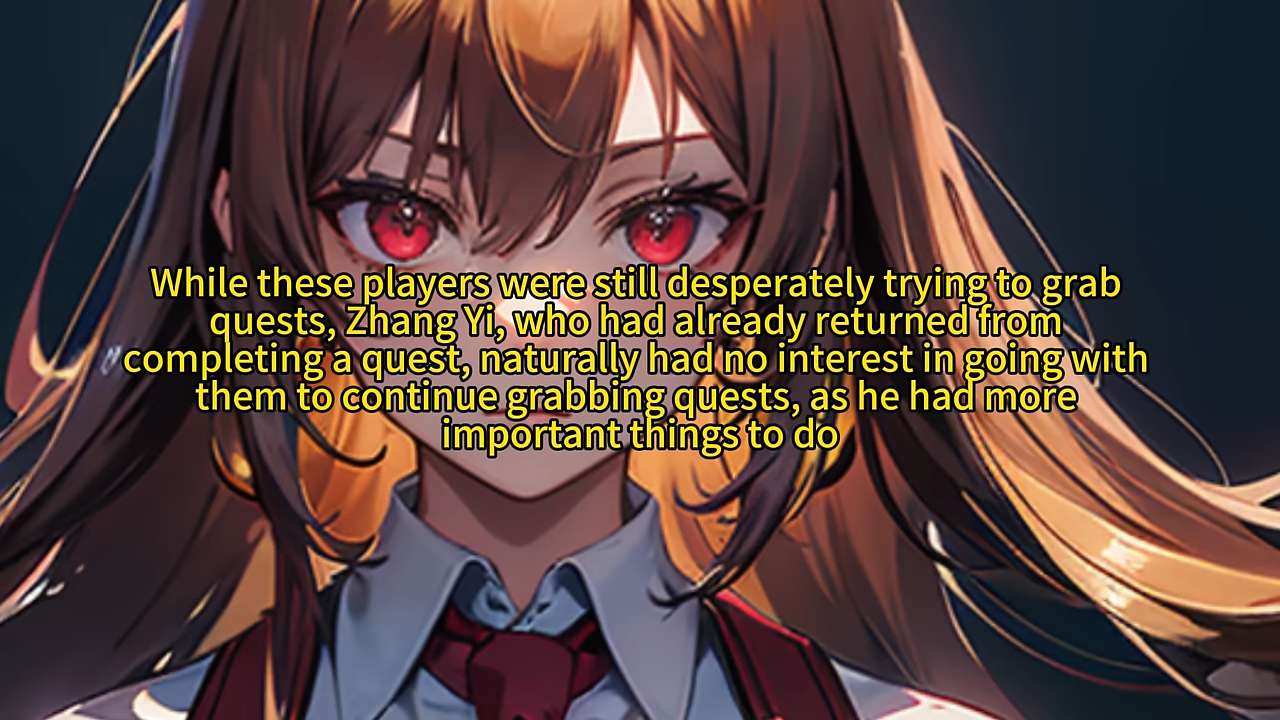 While these players were still desperately trying to grab
quests, Zhang Yi, who had already returned from
completing a quest, naturally had no interest in going with
them to continue grabbing quests, as he had more
important things to do